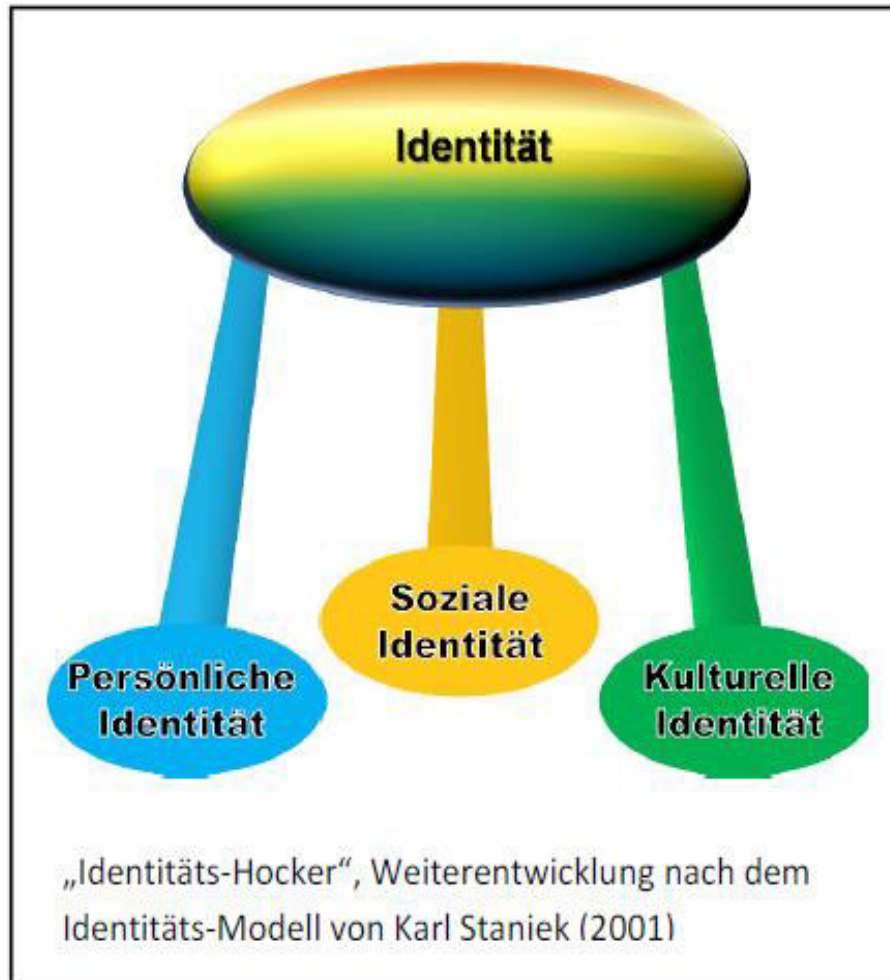 Identität
Soziale
Identität
Persönliche
Identität
Kulturelle
Identität
„Identitäts-Hocker“, Weiterentwicklung nach dem
Identitäts-Modell von Karl Staniek (2001)